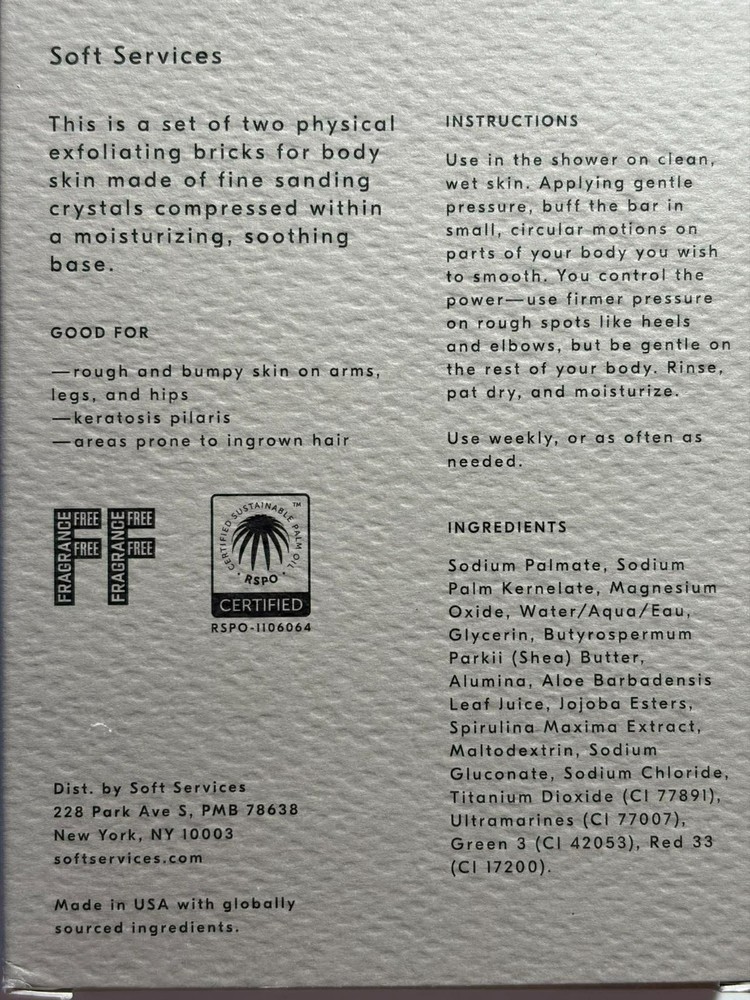 Soft Services
This is a set of two physical
exfoliating bricks for body
skin made of fine sanding
crystals compressed within
a moisturizing, soothing
base.
GOOD FOR
—rough and bumpy skin on arms,
legs, and hips
—keratosis pilaris
—areas prone to ingrown hair
FRAGRANCE FREE FREE FRAGRANCE FREE FREE
CERTIFIED SUSTAINABLE PALM OIL ™
RSPO
CERTIFIED
RSPO-1106064
Dist. by Soft Services
228 Park Ave S, PMB 78638
New York, NY 10003
softservices.com
Made in USA with globally
sourced ingredients.
INSTRUCTIONS
Use in the shower on clean,
wet skin. Applying gentle
pressure, buff the bar in
small, circular motions on
parts of your body you wish
to smooth. You control the
power—use firmer pressure
on rough spots like heels
and elbows, but be gentle on
the rest of your body. Rinse,
pat dry, and moisturize.
Use weekly, or as often as
needed.
INGREDIENTS
Sodium Palmate, Sodium
Palm Kernelate, Magnesium
Oxide, Water/Aqua/Eau,
Glycerin, Butyrospermum
Parkii (Shea) Butter,
Alumina, Aloe Barbadensis
Leaf Juice, Jojoba Esters,
Spirulina Maxima Extract,
Maltodextrin, Sodium
Gluconate, Sodium Chloride,
Titanium Dioxide (CI 77891),
Ultramarines (CI 77007),
Green 3 (CI 42053), Red 33
(CI 17200).